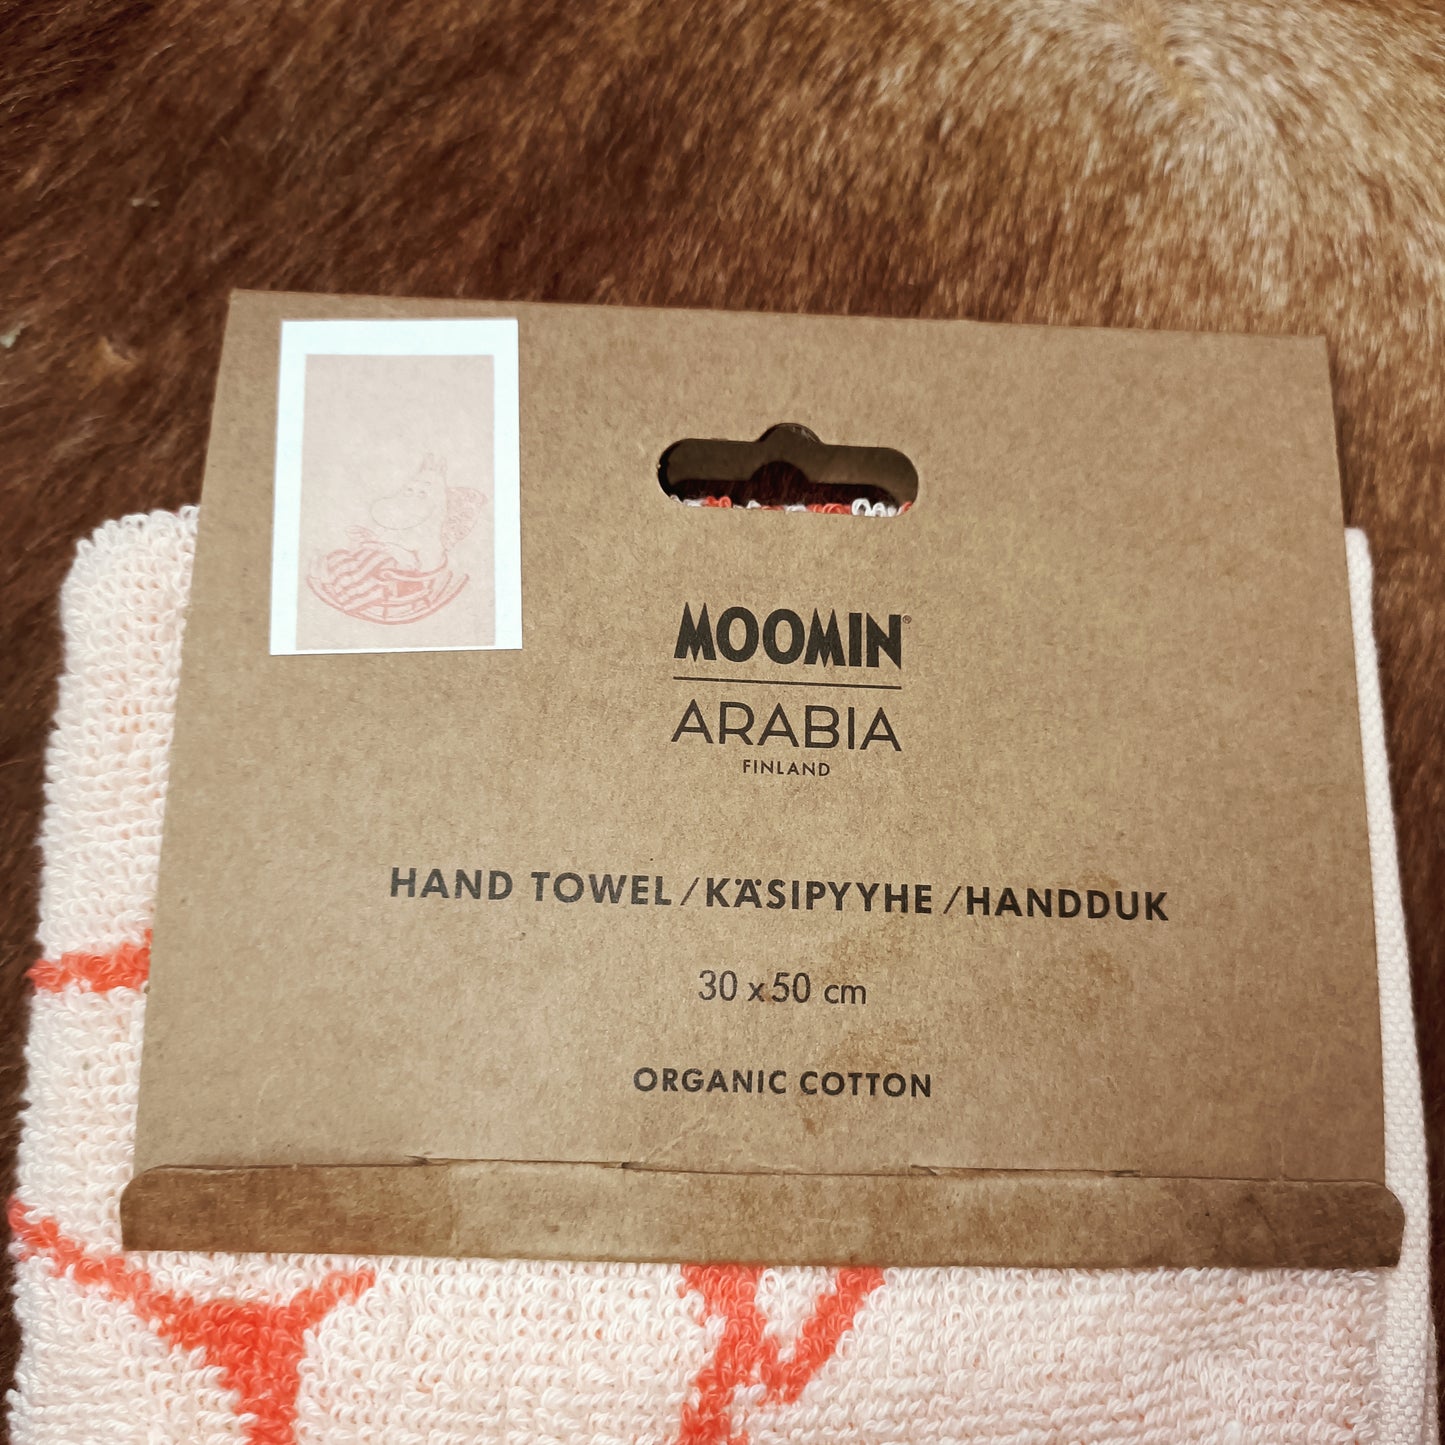 MOOMIN®
ARABIA
FINLAND
HAND TOWEL/KÄSIPYYHE/HANDDUK
30 x 50 cm
ORGANIC COTTON